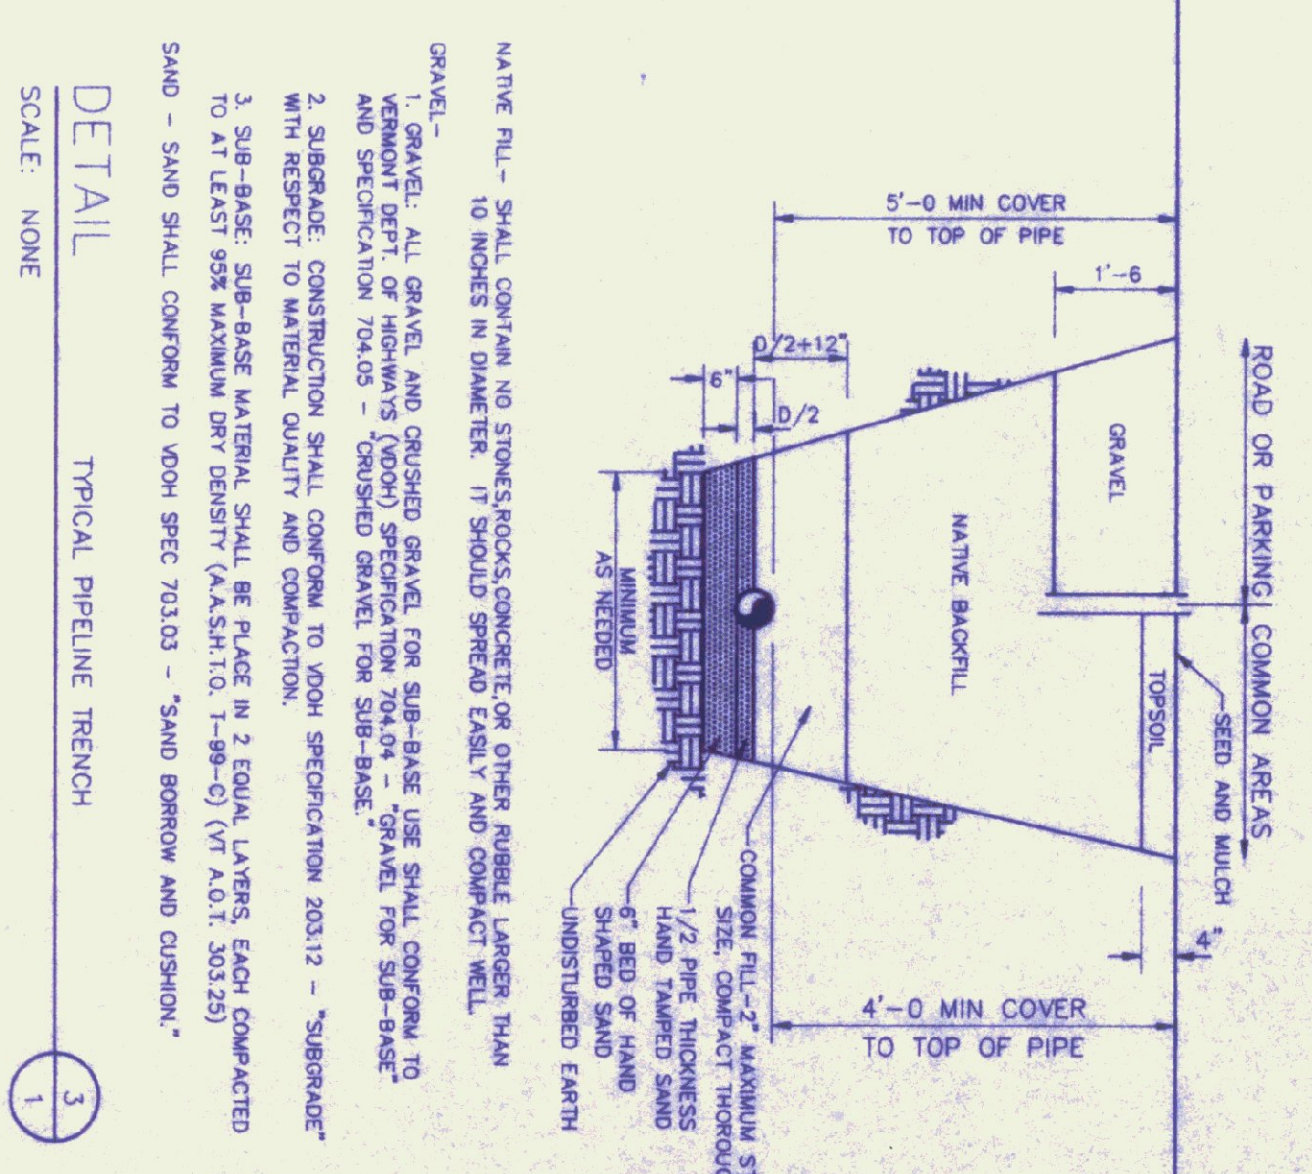 ROAD OR PARKING
COMMON AREAS
SEED AND MULCH
4"
1'-6
GRAVEL
TOPSOIL
5'-0 MIN COVER
TO TOP OF PIPE
4'-0 MIN COVER
TO TOP OF PIPE
NATIVE BACKFILL
D/2+12"
D/2
6"
MINIMUM
AS NEEDED
COMMON FILL-2" MAXIMUM
SIZE, COMPACT
1/2 PIPE THICKNESS
HAND TAMPED SAND
6" BED OF HAND
SHAPED SAND
UNDISTURBED EARTH
NATIVE FILL- SHALL CONTAIN NO STONES,ROCKS,CONCRETE,OR OTHER RUBBLE LARGER THAN
10 INCHES IN DIAMETER. IT SHOULD SPREAD EASILY AND COMPACT WELL.
GRAVEL-
1. GRAVEL: ALL GRAVEL AND CRUSHED GRAVEL FOR SUB-BASE USE SHALL CONFORM TO
VERMONT DEPT. OF HIGHWAYS (VDOH) SPECIFICATION 704.04 - "GRAVEL FOR SUB-BASE"
AND SPECIFICATION 704.05 - "CRUSHED GRAVEL FOR SUB-BASE."
2. SUBGRADE: CONSTRUCTION SHALL CONFORM TO VDOH SPECIFICATION 203.12 - "SUBGRADE"
WITH RESPECT TO MATERIAL QUALITY AND COMPACTION.
3. SUB-BASE: SUB-BASE MATERIAL SHALL BE PLACE IN 2 EQUAL LAYERS, EACH COMPACTED
TO AT LEAST 95% MAXIMUM DRY DENSITY (A.A.S.H.T.O. T-99-C) (VT A.O.T. 303.25)
SAND - SAND SHALL CONFORM TO VDOH SPEC 703.03 - "SAND BORROW AND CUSHION."
DETAIL
TYPICAL PIPELINE TRENCH
3
1
SCALE: NONE